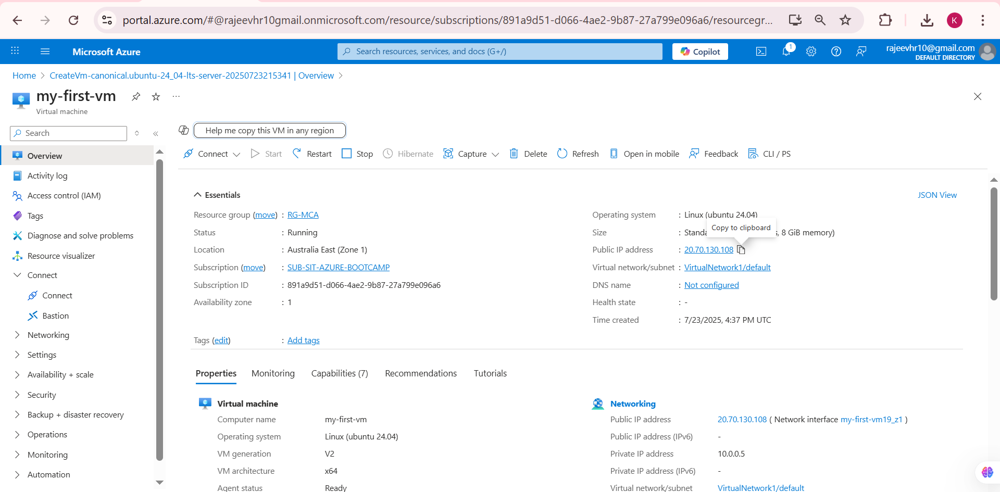 portal.azure.com/#@rajeevhr10gmail.onmicrosoft.com/resource/subscriptions/891a9d51-d066-4ae2-9b87-27a799e096a6/resourcegr...
K
Microsoft Azure
Search resources, services, and docs (G+/)
Copilot
1
rajeevhr10@gmail.com
DEFAULT DIRECTORY
Home > CreateVm-canonical.ubuntu-24_04-lts-server-20250723215341 | Overview >
my-first-vm
Virtual machine
Search
Overview
Activity log
Access control (IAM)
Tags
Diagnose and solve problems
Resource visualizer
Connect
Connect
Bastion
Networking
Settings
Availability + scale
Security
Backup + disaster recovery
Operations
Monitoring
Automation
Help me copy this VM in any region
Connect Start Restart Stop Hibernate Capture Delete Refresh Open in mobile Feedback CLI / PS
Essentials
JSON View
Resource group (move) : RG-MCA
Status : Running
Location : Australia East (Zone 1)
Subscription (move) : SUB-SIT-AZURE-BOOTCAMP
Subscription ID : 891a9d51-d066-4ae2-9b87-27a799e096a6
Availability zone : 1
Operating system : Linux (ubuntu 24.04)
Copy to clipboard
Size : Standa s, 8 GiB memory)
Public IP address : 20.70.130.108
Virtual network/subnet : VirtualNetwork1/default
DNS name : Not configured
Health state : -
Time created : 7/23/2025, 4:37 PM UTC
Tags (edit) : Add tags
Properties Monitoring Capabilities (7) Recommendations Tutorials
Virtual machine
Computer name my-first-vm
Operating system Linux (ubuntu 24.04)
VM generation V2
VM architecture x64
Agent status Ready
Networking
Public IP address 20.70.130.108 ( Network interface my-first-vm19_z1 )
Public IP address (IPv6) -
Private IP address 10.0.0.5
Private IP address (IPv6) -
Virtual network/subnet VirtualNetwork1/default